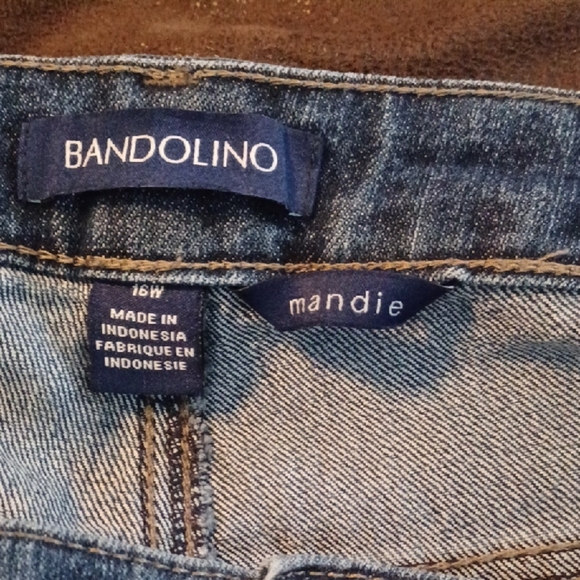 BANDOLINO
16W
MADE IN
INDONESIA
FABRIQUE EN
INDONESIE
mandie